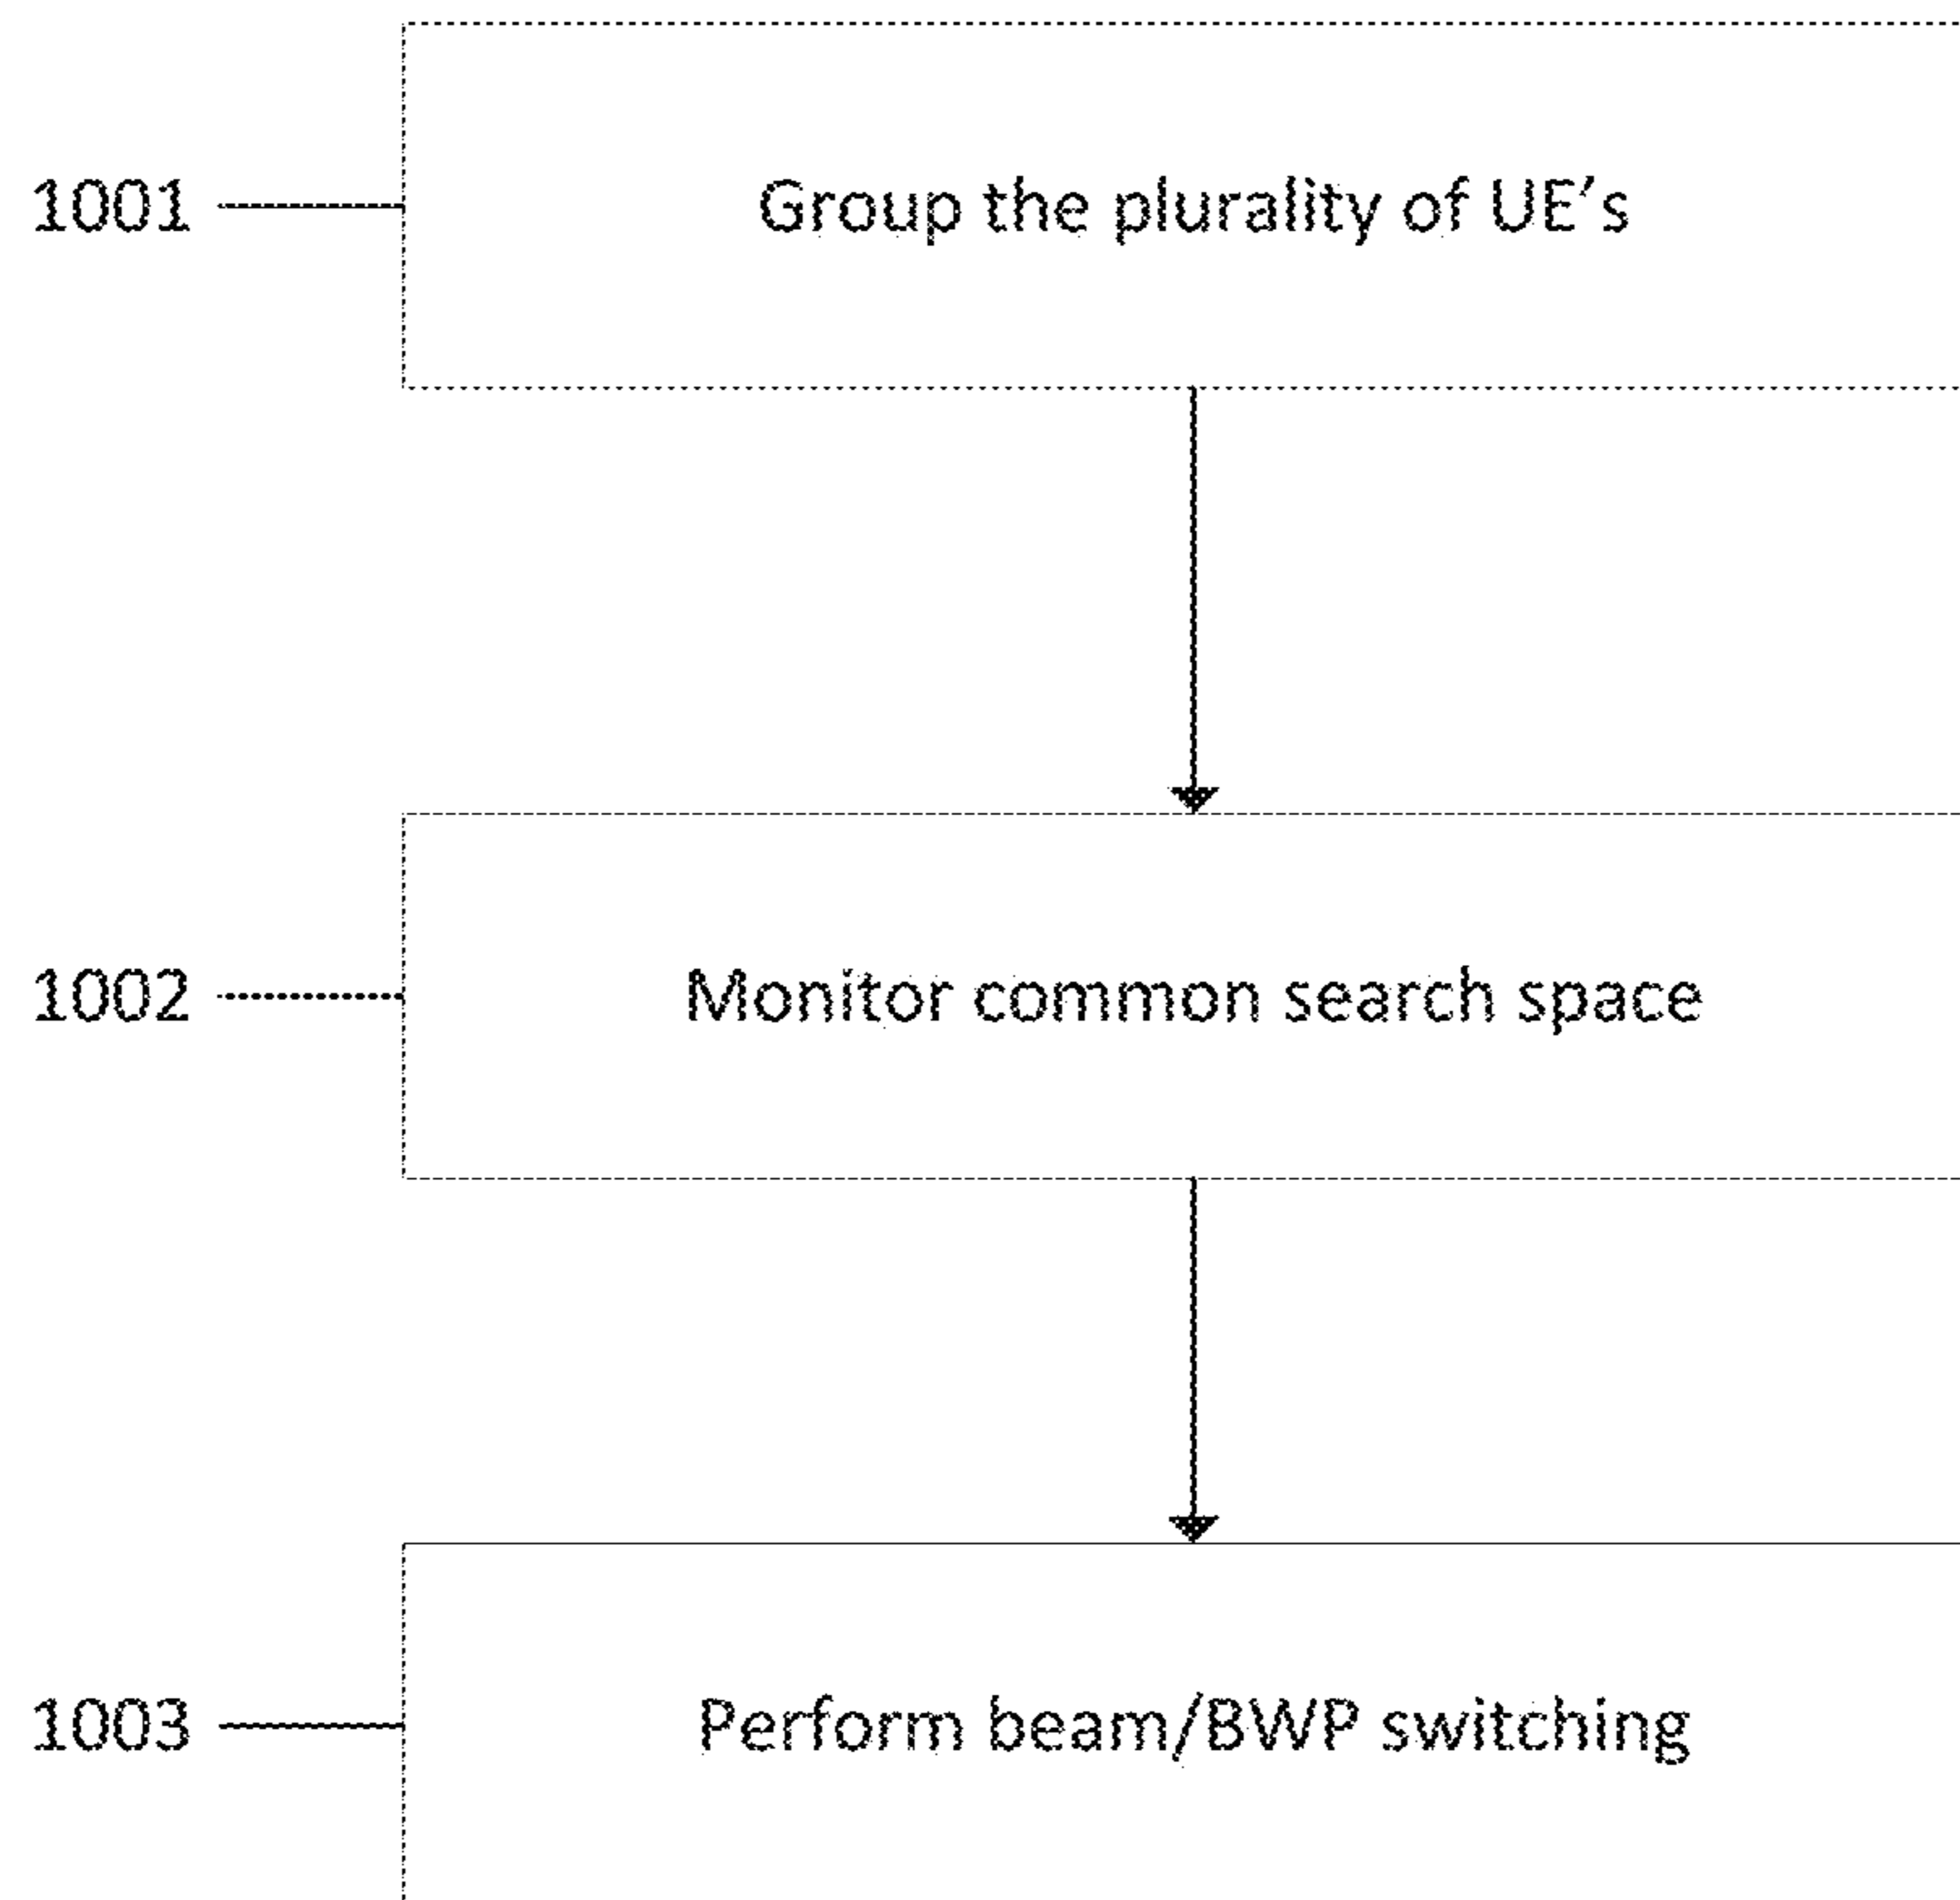 1001 Group the plurality of UE's
1002 Monitor common search space
1003 Perform beam/BWP switching